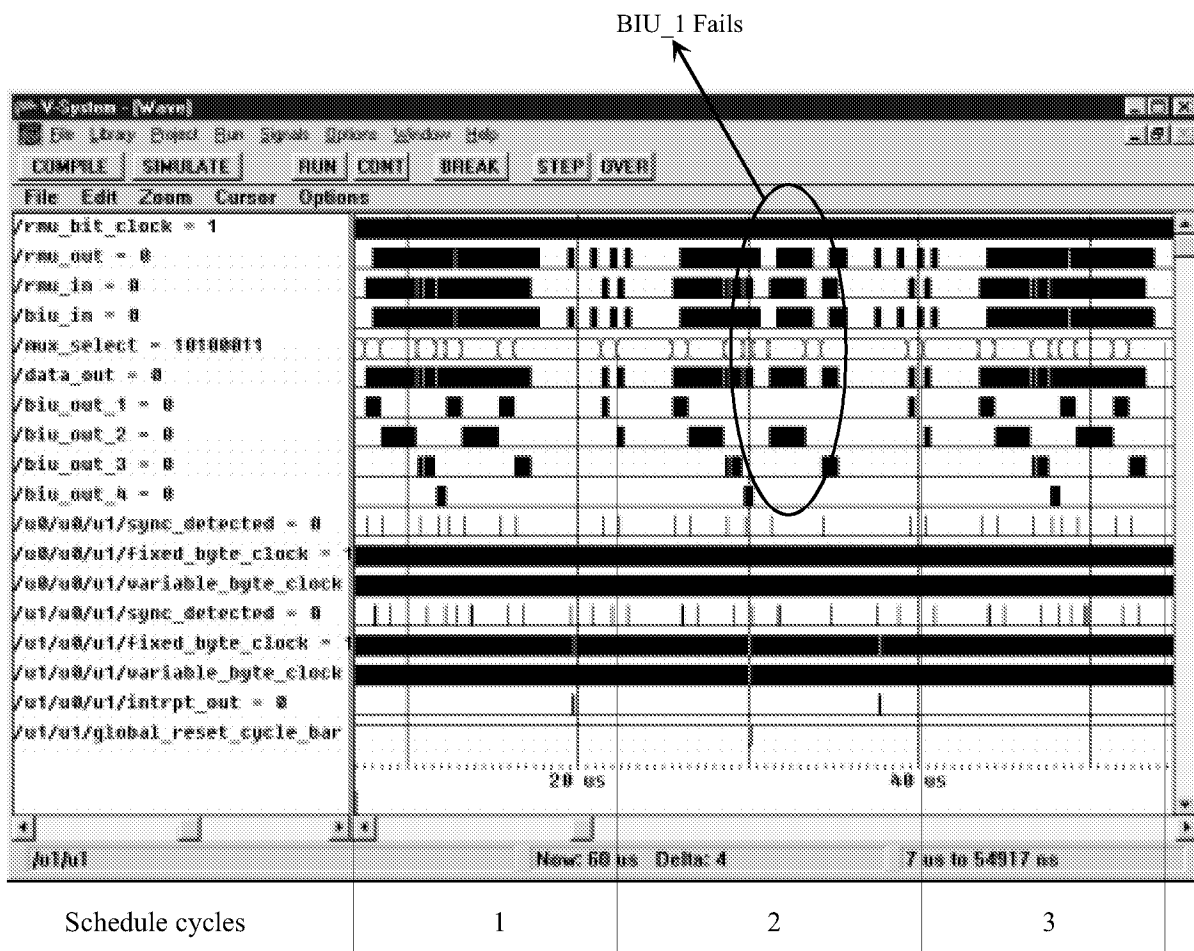 BIU_1 Fails
V-System - [Wave]
File Library Project Run Signals Options Window Help
COMPILE SIMULATE RUN CONT BREAK STEP OVER
File Edit Zoom Cursor Options
/rmu_bit_clock = 1
/rmu_out = 0
/rmu_in = 0
/biu_in = 0
/mux_select = 10100011
/data_out = 0
/biu_out_1 = 0
/biu_out_2 = 0
/biu_out_3 = 0
/biu_out_4 = 0
/u0/u0/u1/sync_detected = 0
/u0/u0/u1/fixed_byte_clock = 1
/u0/u0/u1/variable_byte_clock
/u1/u0/u1/sync_detected = 0
/u1/u0/u1/fixed_byte_clock = 1
/u1/u0/u1/variable_byte_clock
/u1/u0/u1/intrpt_out = 0
/u1/u1/global_reset_cycle_bar
20 us 40 us
/u1/u1 Now: 60 us Delta: 4 7 us to 54917 ns
Schedule cycles 1 2 3